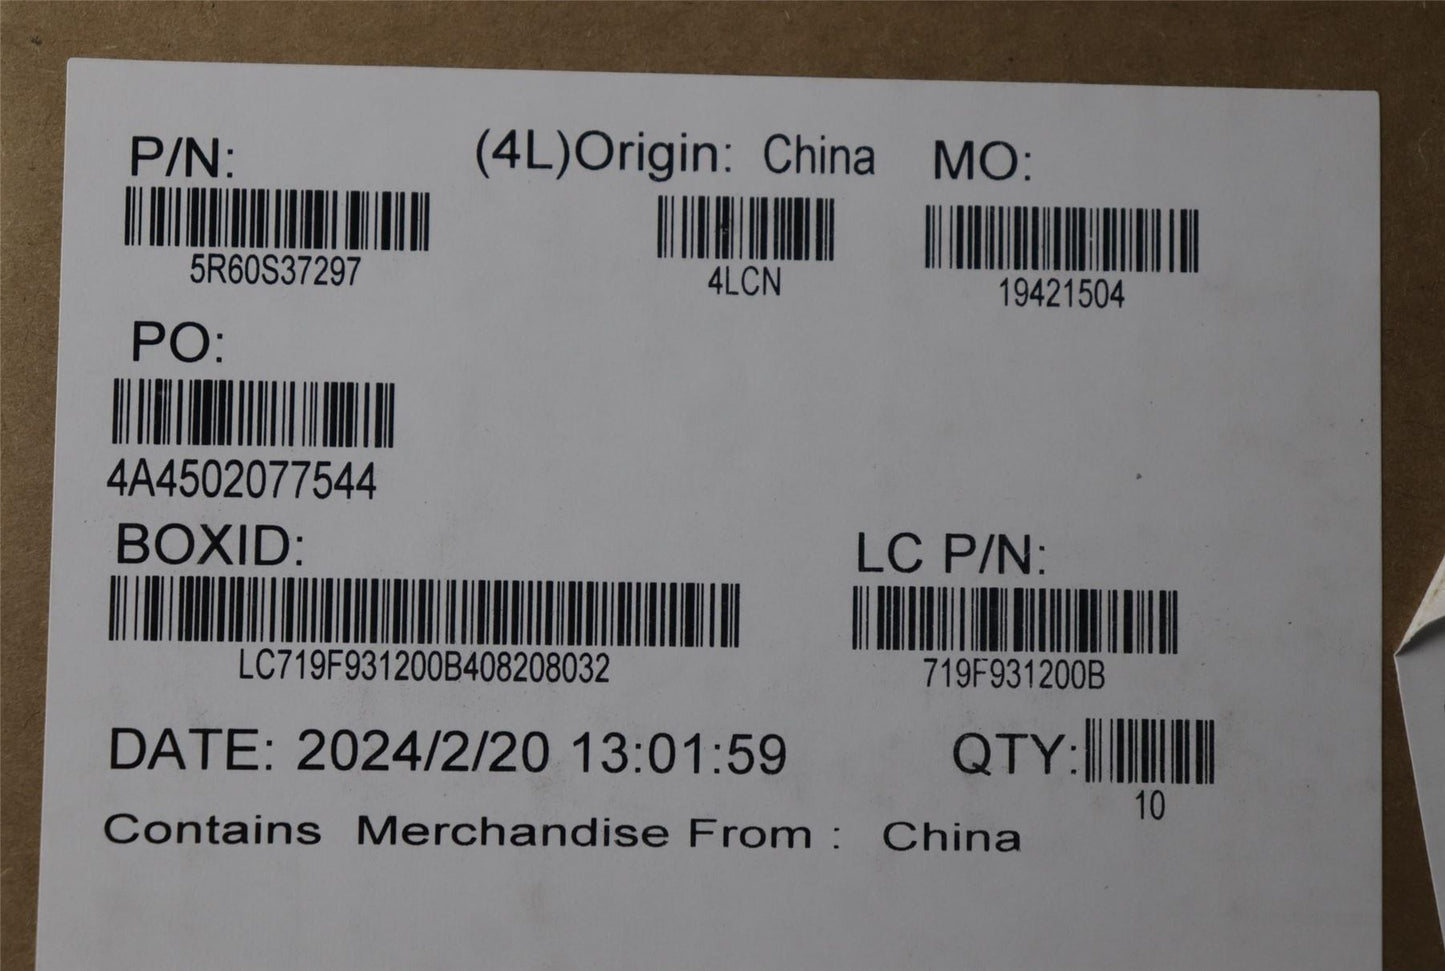 P/N: (4L)Origin: China MO:
5R60S37297 4LCN 19421504
PO:
4A4502077544
BOXID: LC P/N:
LC719F931200B408208032 719F931200B
DATE: 2024/2/20 13:01:59 QTY:
10
Contains Merchandise From : China